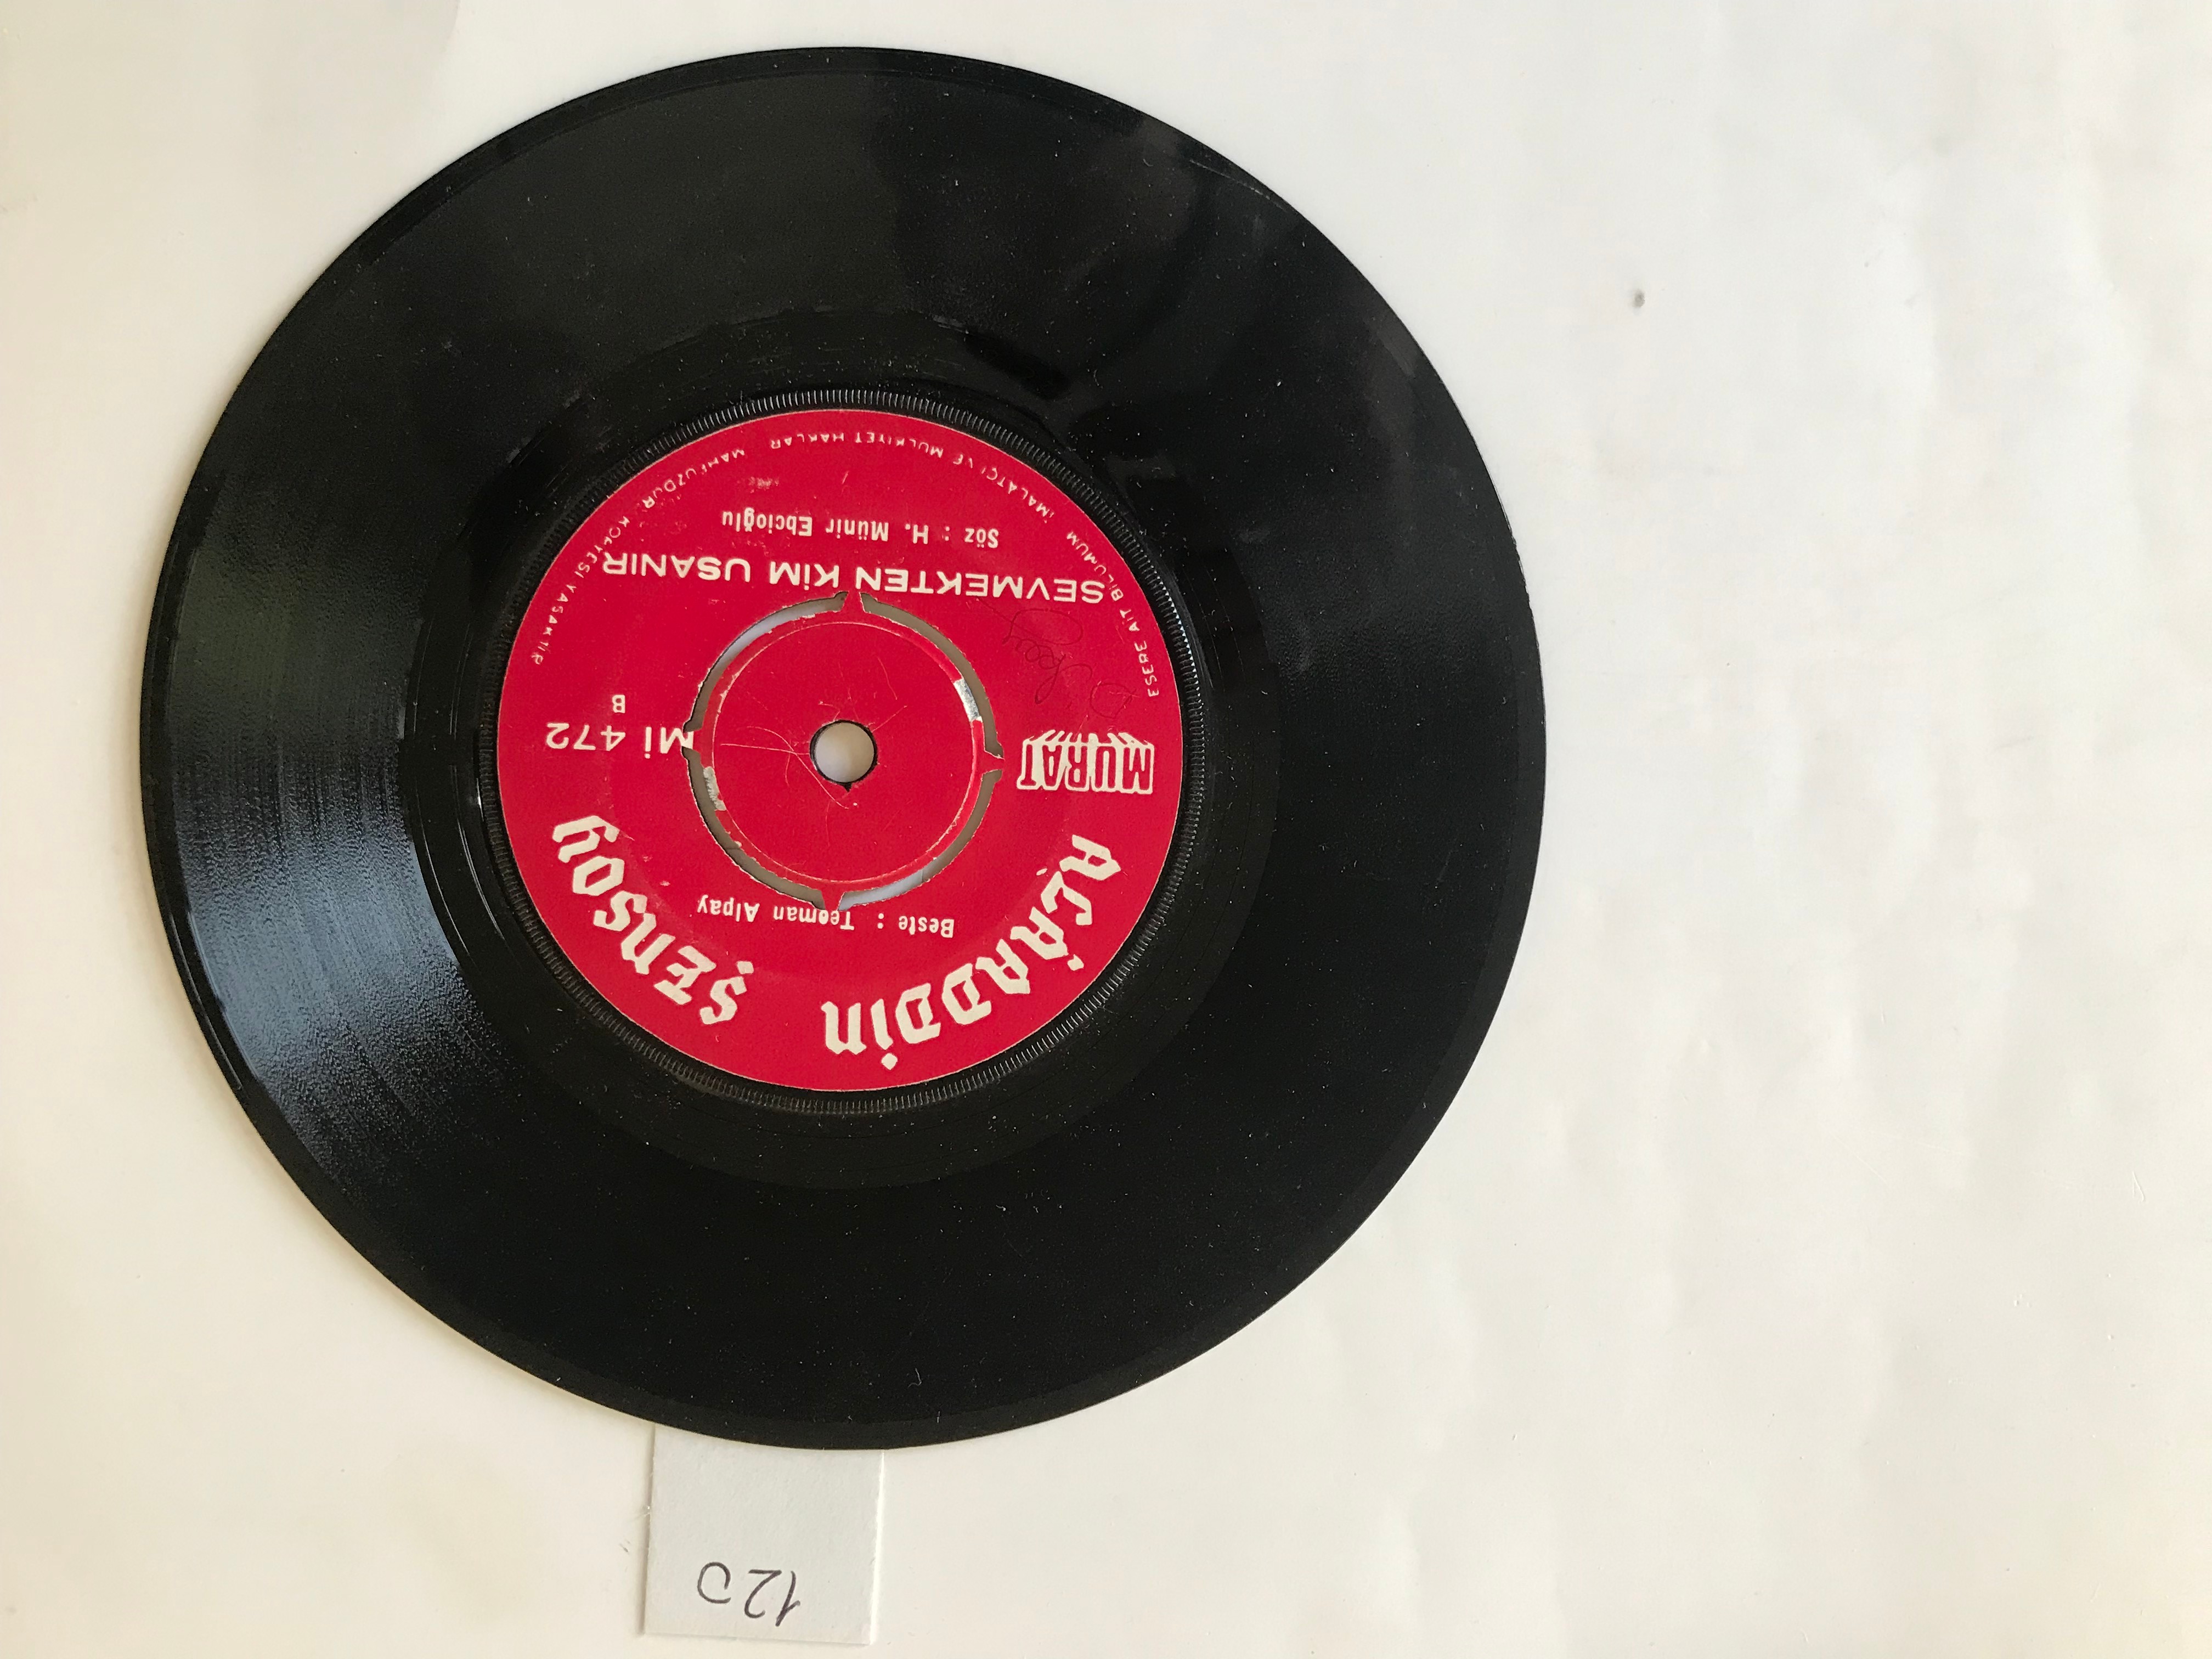 ALÂADDİN ŞENSOY
Beste : Teoman Alpay
MURAT
Mi 472
B
SEVMEKTEN KİM USANIR
Söz : H. Münir Ebcioğlu
ESERE AİT BİLUMUM İMALATÇI VE MÜLKİYET HAKLAR MAHFUZDUR KOPYESİ YASAKTIR
120